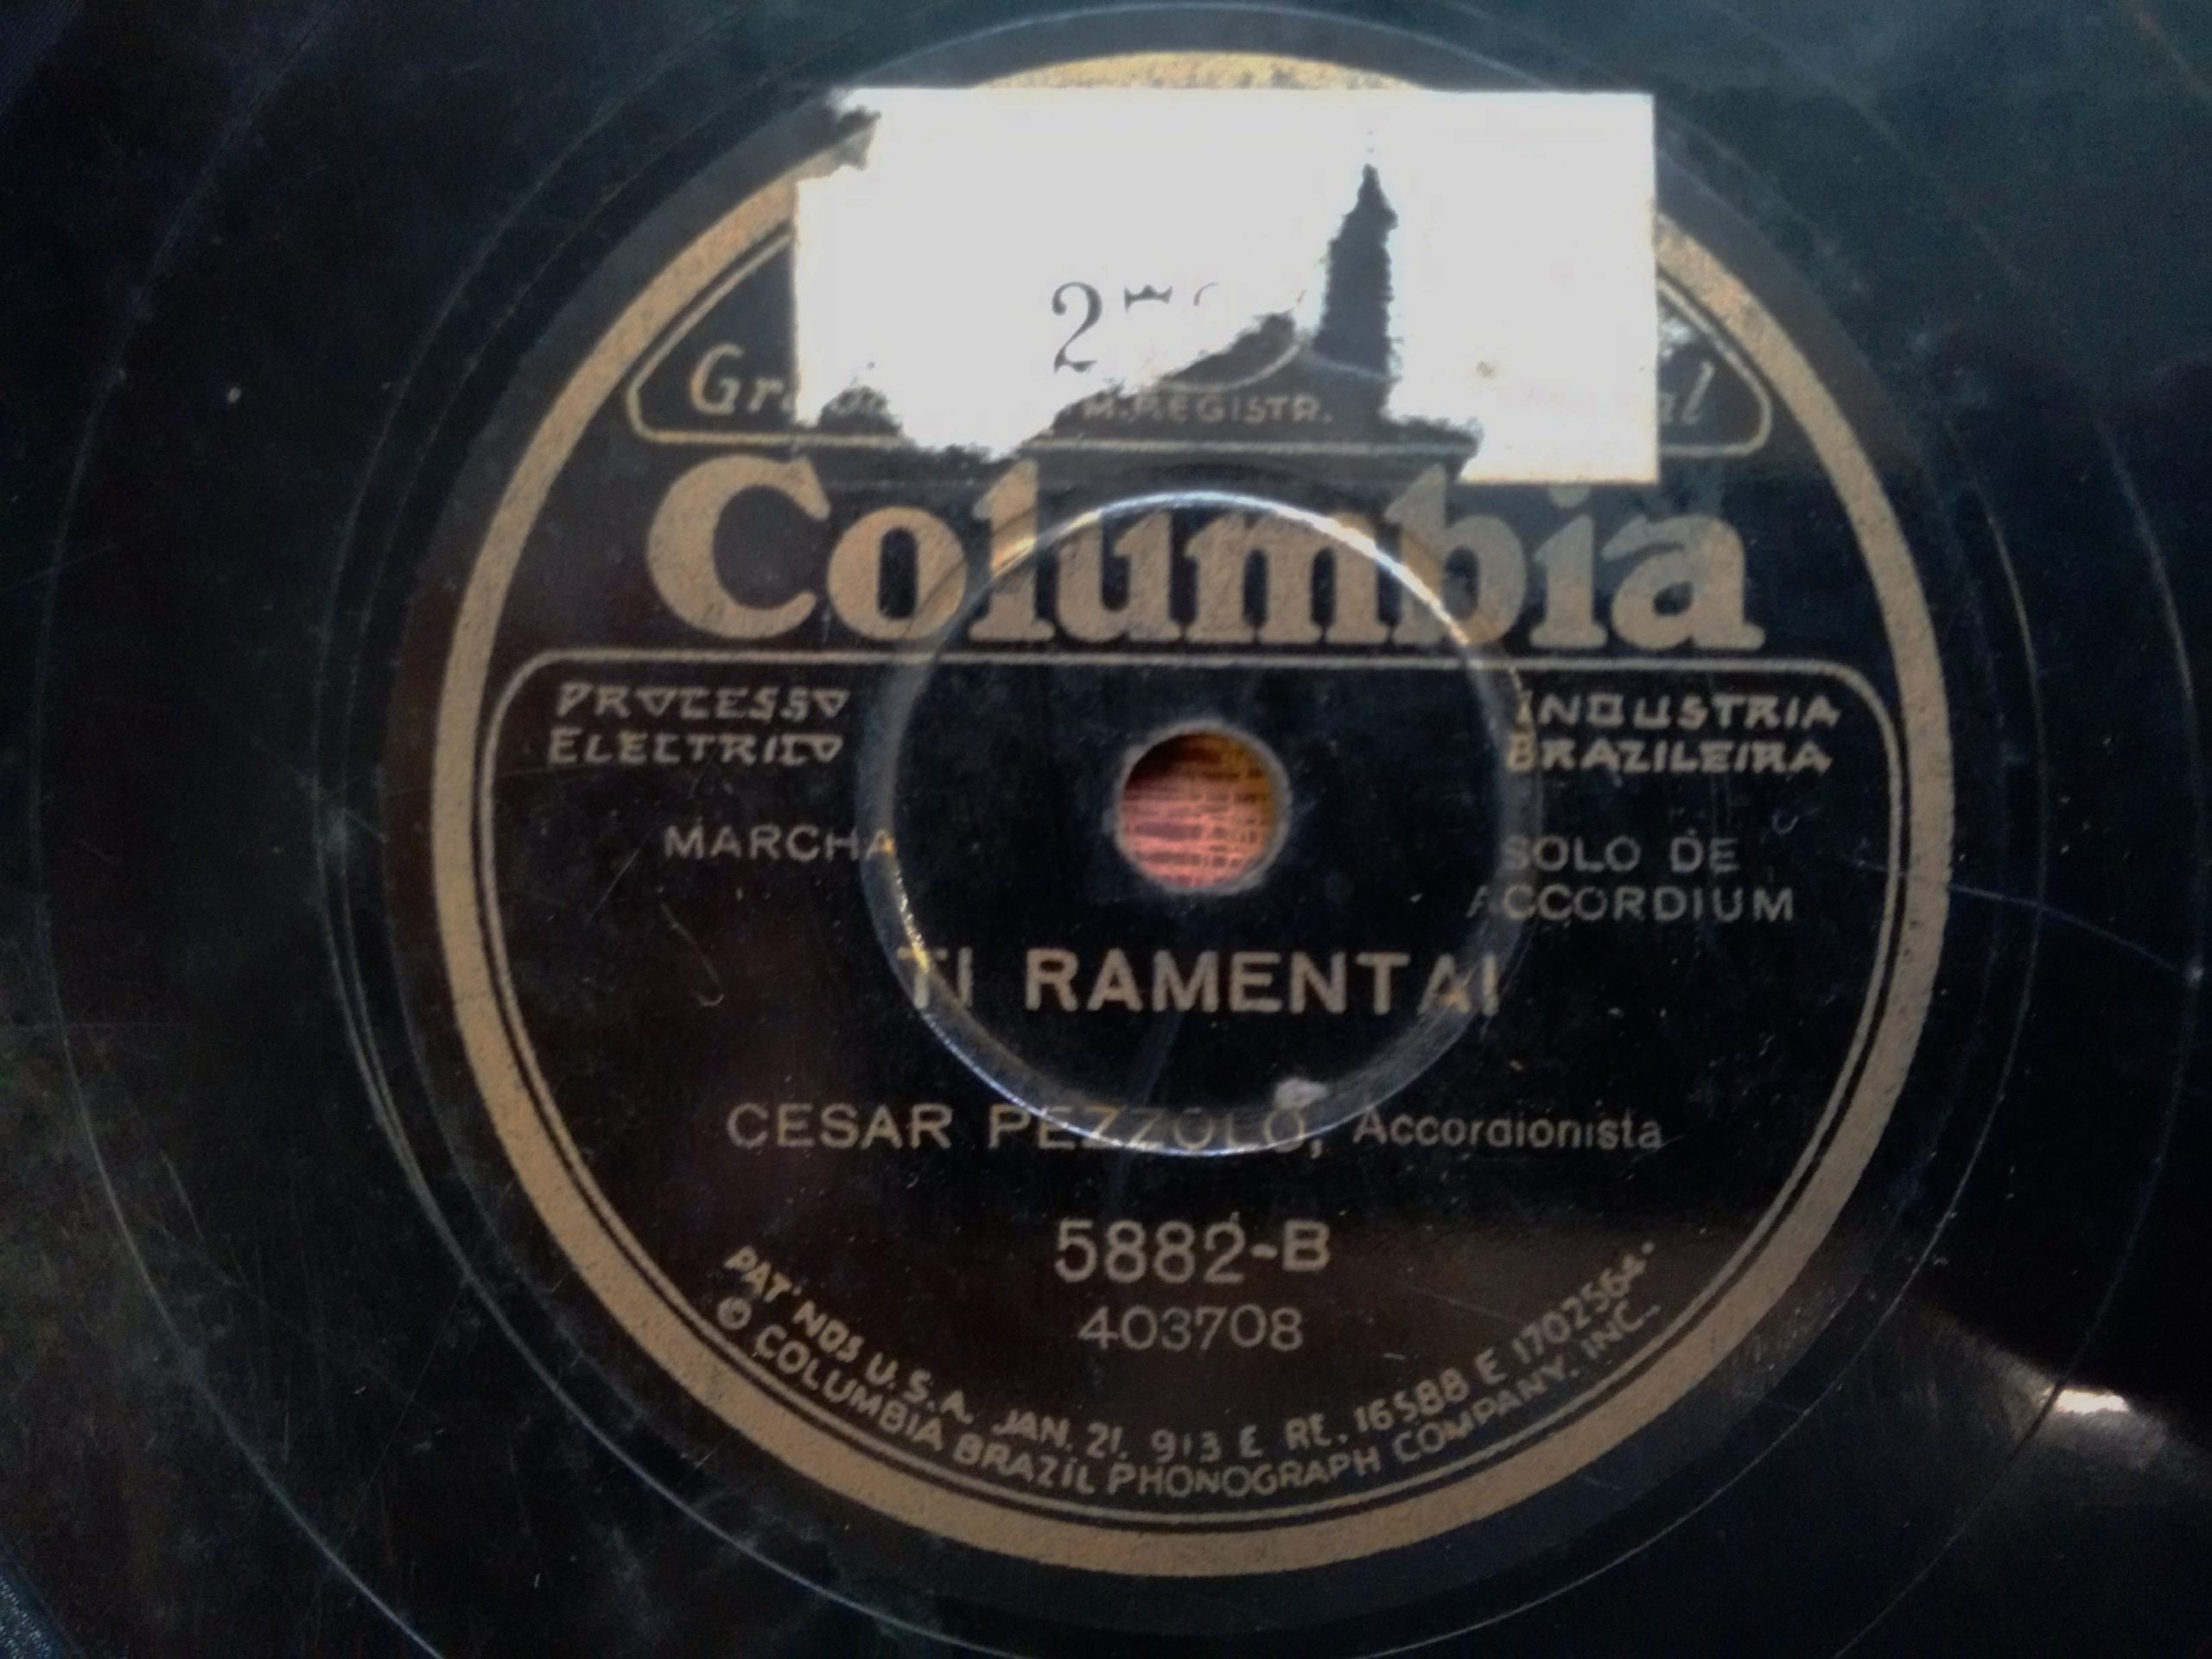 2
M.REGISTR.
Columbia
PROCESSO
ELECTRICO
INDUSTRIA
BRAZILEIRA
MARCHA
SOLO DE
ACCORDIUM
TI RAMENTAI
CESAR PEZZOLO, Accordionista
5882-B
403708
PAT' NOS U.S.A. JAN. 21. 913 E RE. 16588 E 1702564.
© COLUMBIA BRAZIL PHONOGRAPH COMPANY. INC.